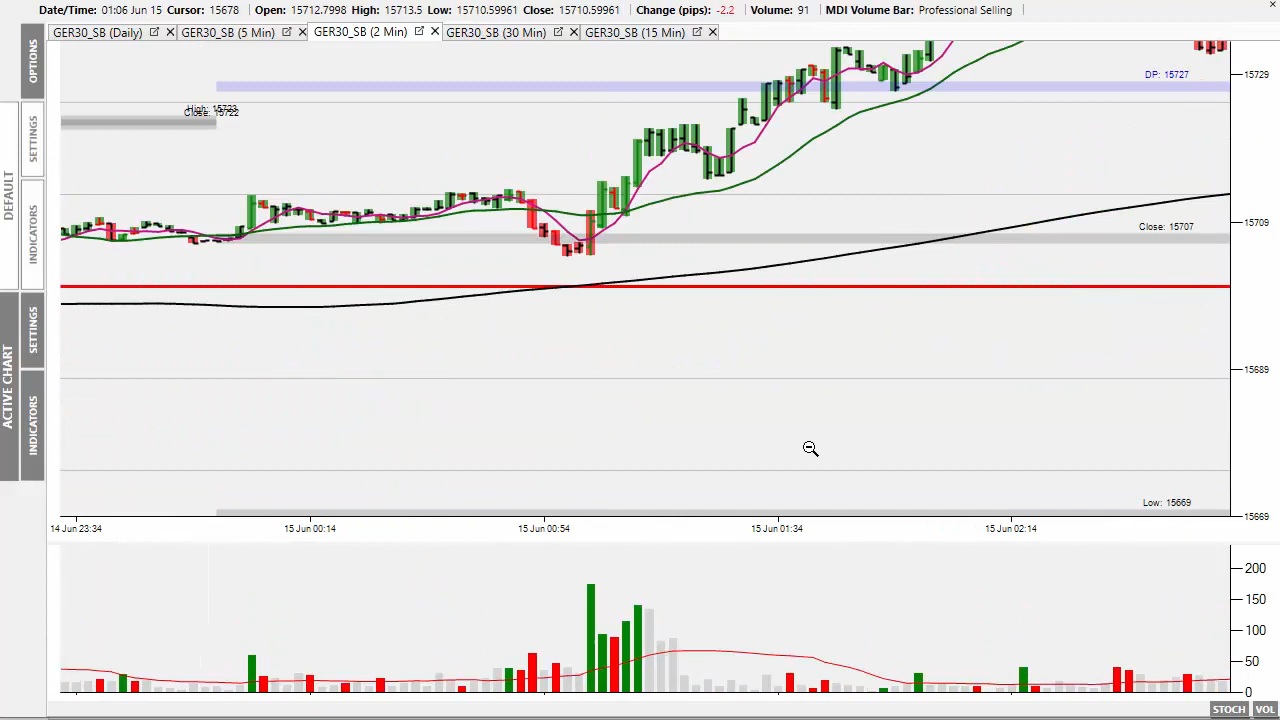 Date/Time: 01:06 Jun 15 Cursor: 15678 Open: 15712.7998 High: 15713.5 Low: 15710.59961 Close: 15710.59961 Change (pips): -2.2 Volume: 91 MDI Volume Bar: Professional Selling
GER30_SB (Daily) GER30_SB (5 Min) GER30_SB (2 Min) GER30_SB (30 Min) GER30_SB (15 Min)
OPTIONS
SETTINGS
DEFAULT
INDICATORS
SETTINGS
ACTIVE CHART
INDICATORS
DP: 15727
15729
High: 15723
Close: 15722
Close: 15707
15709
15689
Low: 15669
15669
14 Jun 23:34 15 Jun 00:14 15 Jun 00:54 15 Jun 01:34 15 Jun 02:14
200
150
100
50
0
STOCH VOL